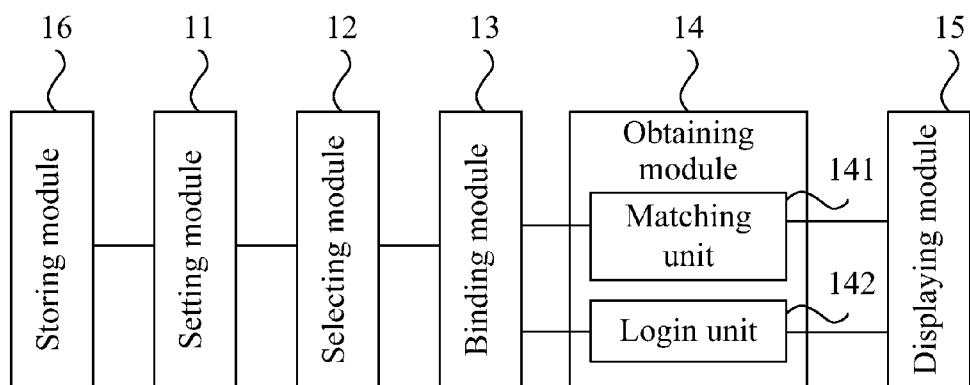 16
11
12
13
14
15
Storing module
Setting module
Selecting module
Binding module
Obtaining
module
141
Matching
unit
142
Login unit
Displaying module